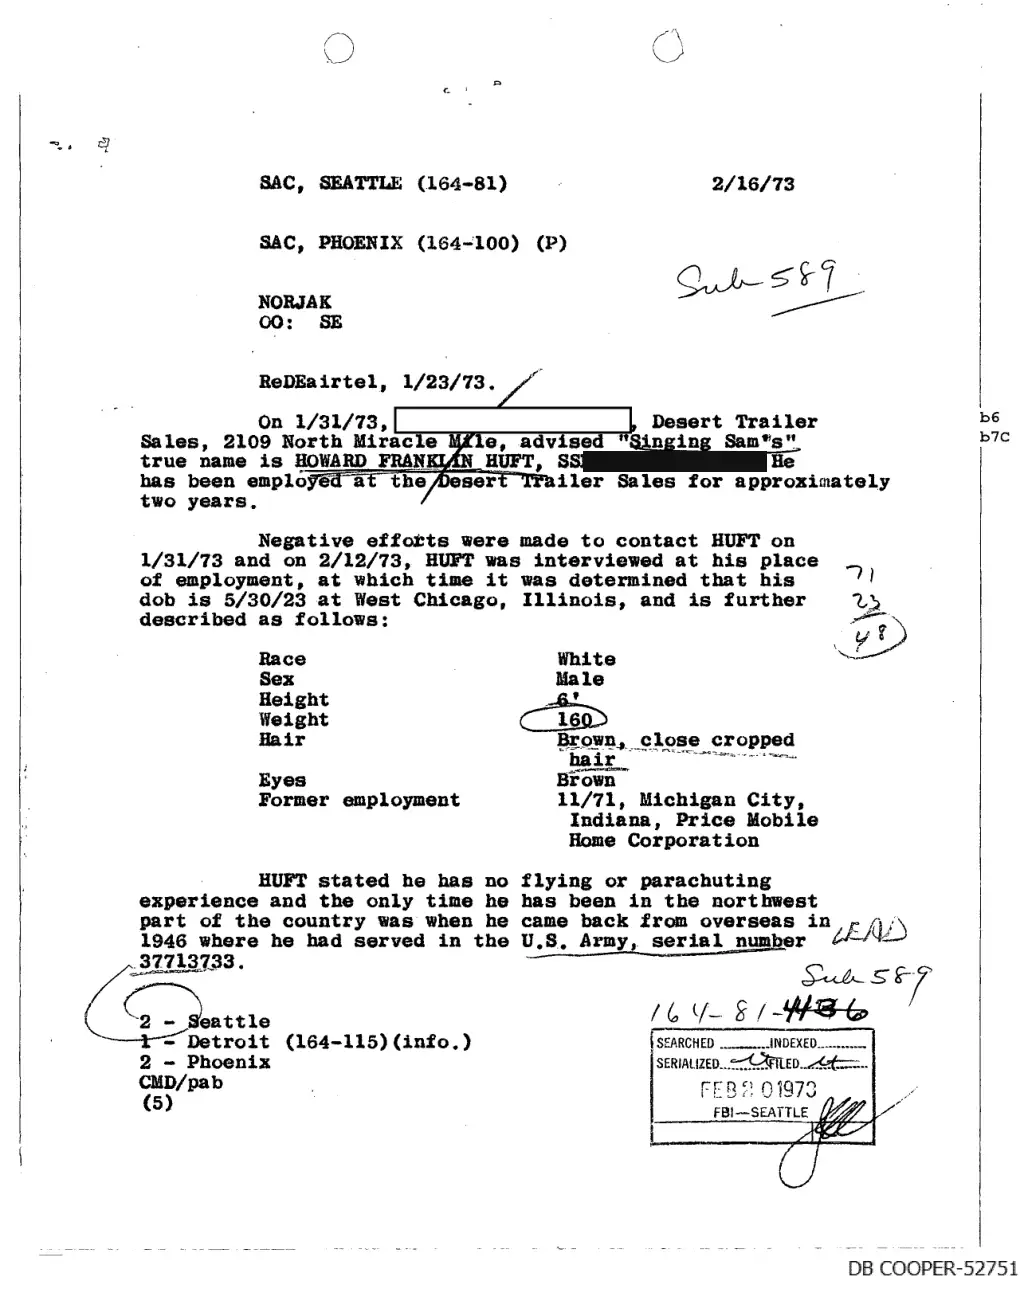 SAC, SEATTLE (164-81) 2/16/73
SAC, PHOENIX (164-100) (P)
Sub 589
NORJAK
OO: SE
ReDEairtel, 1/23/73.
On 1/31/73, , Desert Trailer
b6
Sales, 2109 North Miracle Mile, advised "Singing Sam's"
b7C
true name is HOWARD FRANKLIN HUFT, SS He
has been employed at the Desert Trailer Sales for approximately
two years.
Negative efforts were made to contact HUFT on
1/31/73 and on 2/12/73, HUFT was interviewed at his place
of employment, at which time it was determined that his
dob is 5/30/23 at West Chicago, Illinois, and is further
described as follows:
71
23
48
Race White
Sex Male
Height 6'
Weight 160
Hair Brown, close cropped
hair
Eyes Brown
Former employment 11/71, Michigan City,
Indiana, Price Mobile
Home Corporation
HUFT stated he has no flying or parachuting
experience and the only time he has been in the northwest
part of the country was when he came back from overseas in
1946 where he had served in the U.S. Army, serial number
37713733.
LEAD
Sub 589
2 - Seattle
1 - Detroit (164-115)(info.)
2 - Phoenix
CMD/pab
(5)
164-81-4436
SEARCHED INDEXED
SERIALIZED FILED
FEB 20 1973
FBI—SEATTLE
DB COOPER-52751